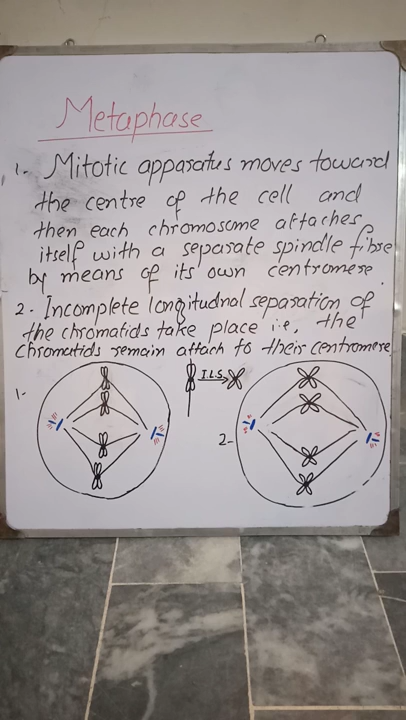 Metaphase
1- Mitotic apparatus moves toward
the centre of the cell and
then each chromosome attaches
itself with a separate spindle fibre
by means of its own centromere.
2- Incomplete longitudnal separation of
the chromatids take place i.e, the
chromatids remain attach to their centromere
1-
I.L.S
2-